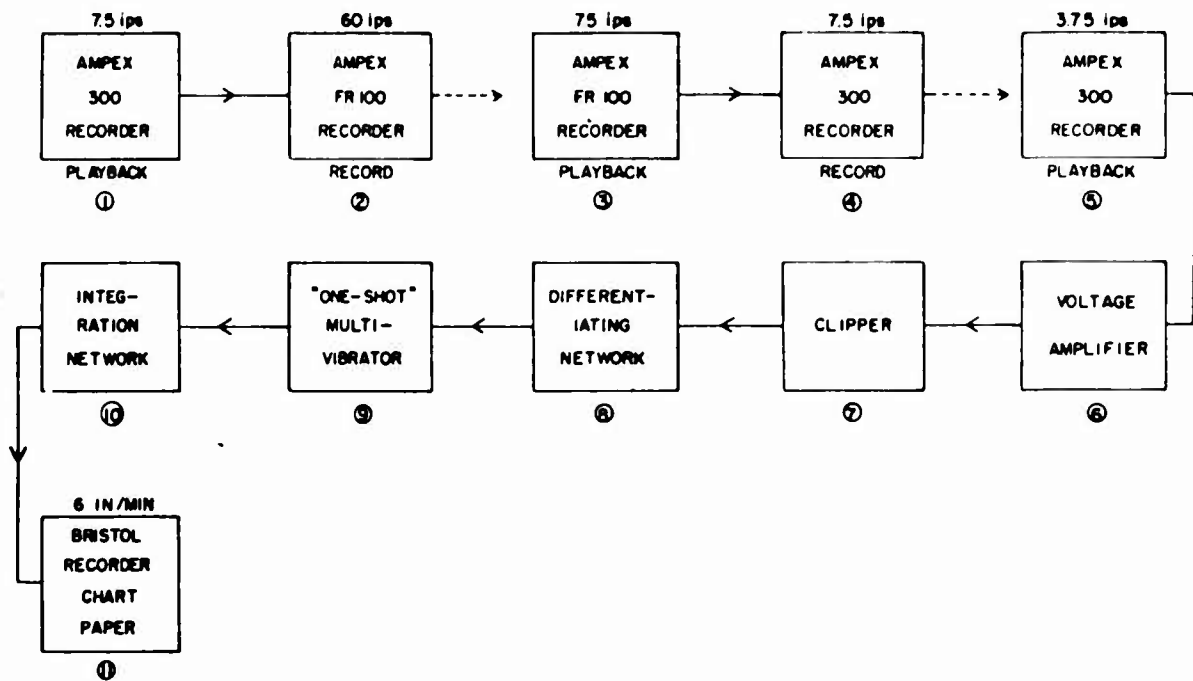 7.5 ips
AMPEX
300
RECORDER
PLAYBACK
①
60 ips
AMPEX
FR 100
RECORDER
RECORD
②
75 ips
AMPEX
FR 100
RECORDER
PLAYBACK
③
7.5 ips
AMPEX
300
RECORDER
RECORD
④
3.75 ips
AMPEX
300
RECORDER
PLAYBACK
⑤
INTEG-
RATION
NETWORK
⑩
"ONE-SHOT"
MULTI-
VIBRATOR
⑨
DIFFERENT-
IATING
NETWORK
⑧
CLIPPER
⑦
VOLTAGE
AMPLIFIER
⑥
6 IN/MIN
BRISTOL
RECORDER
CHART
PAPER
⑪